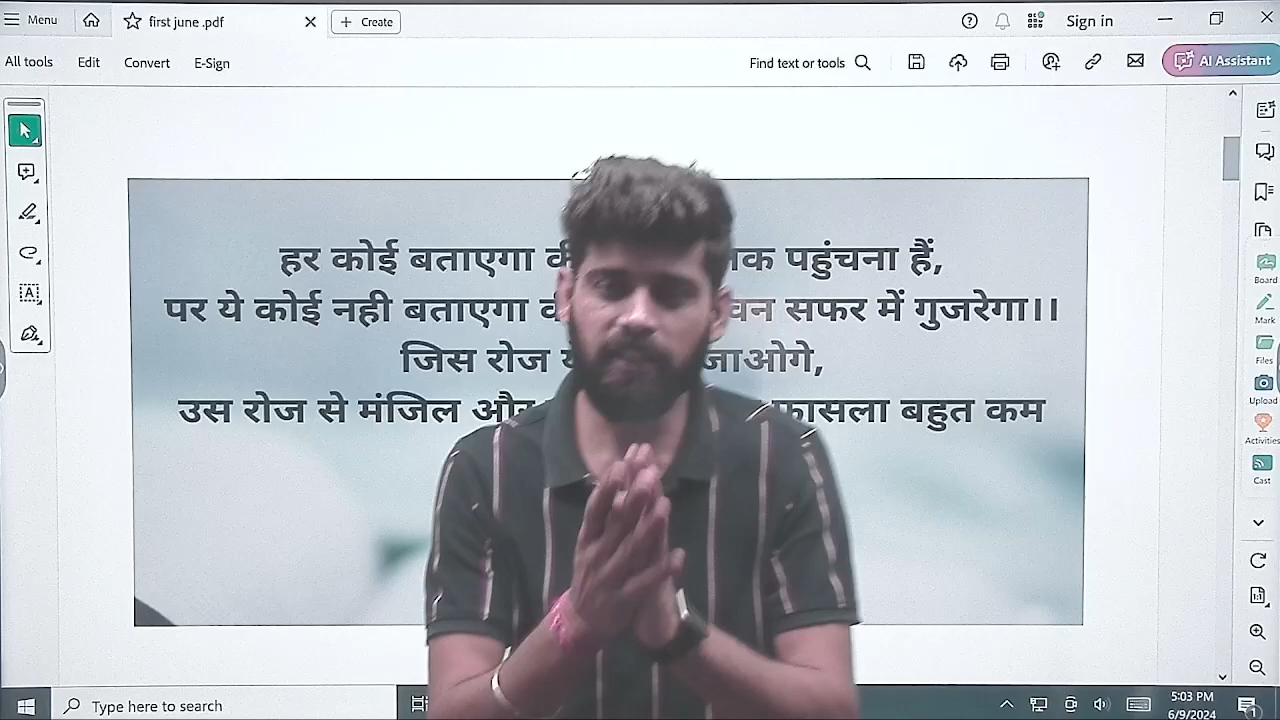 Menu
first june .pdf
Create
Sign in
All tools Edit Convert E-Sign
Find text or tools
AI Assistant
हर कोई बताएगा पहुंचना हैं,
पर ये कोई नही बताएगा सफर में गुजरेगा।।
जिस रोज जाओगे,
उस रोज से मंजिल और फासला बहुत कम
Board
Mark
Files
Upload
Activities
Cast
Type here to search
5:03 PM
6/9/2024